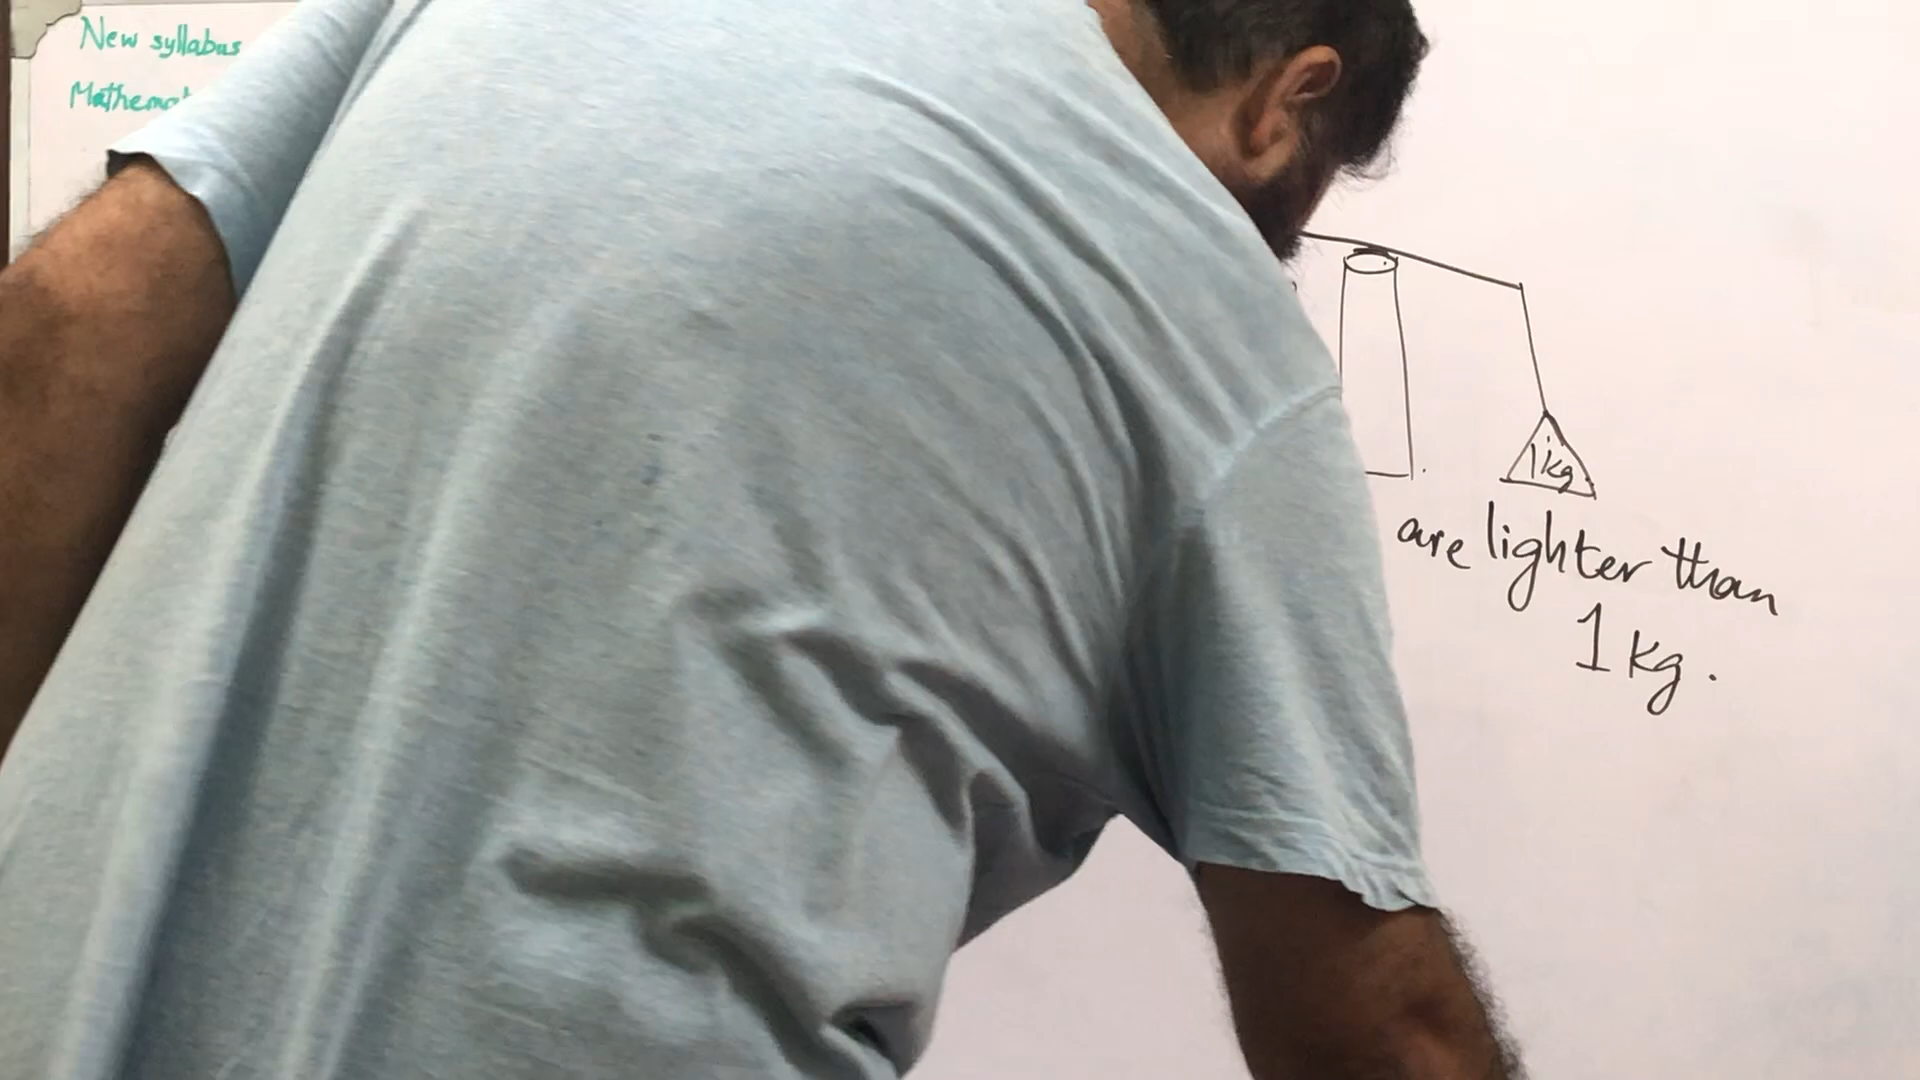 New syllabus
1kg
are lighter than
1 kg.